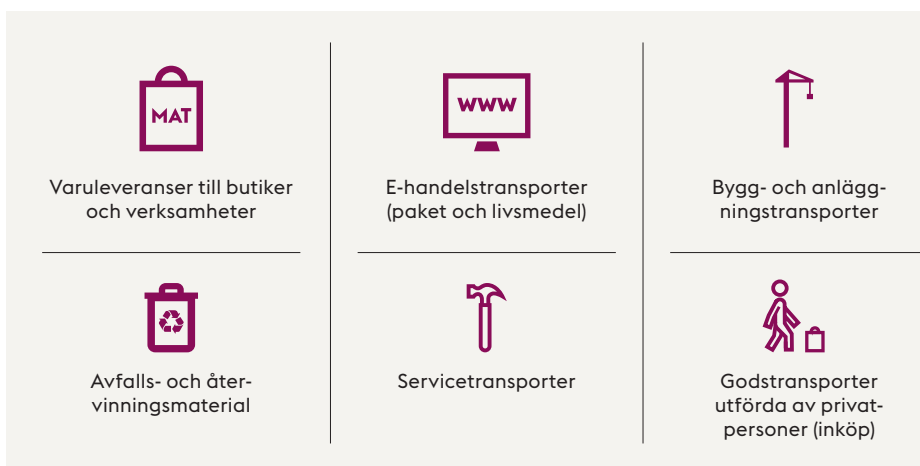 MAT
Varuleveranser till butiker
och verksamheter
WWW
E-handelstransporter
(paket och livsmedel)
Bygg- och anlägg-
ningstransporter
Avfalls- och åter-
vinningsmaterial
Servicetransporter
Godstransporter
utförda av privat-
personer (inköp)